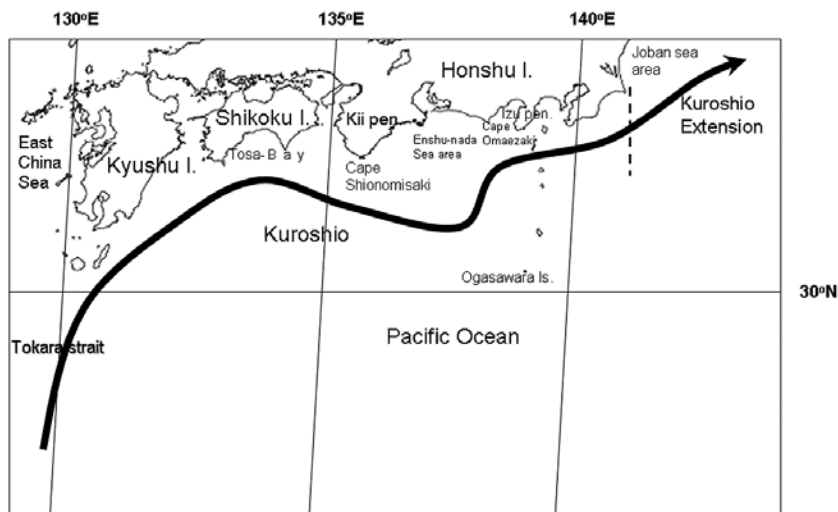 130°E
135°E
140°E
Joban sea
area
Honshu I.
Kuroshio
Extension
Shikoku I.
Kii pen.
Izu pen.
Cape
Omaezaki
Enshu-nada
Sea area
East
China
Sea
Kyushu I.
Tosa-B a y
Cape
Shionomisaki
Kuroshio
Ogasawara Is.
30°N
Pacific Ocean
Tokara strait